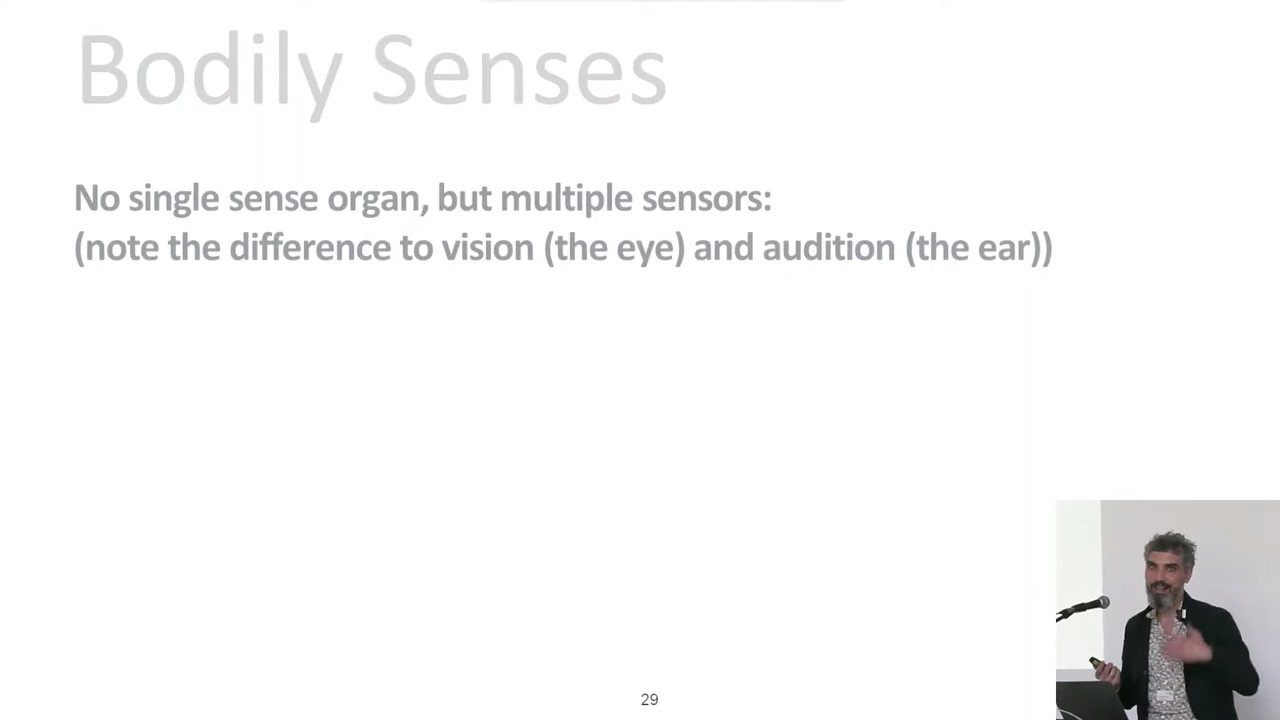 Bodily Senses
No single sense organ, but multiple sensors:
(note the difference to vision (the eye) and audition (the ear))
29